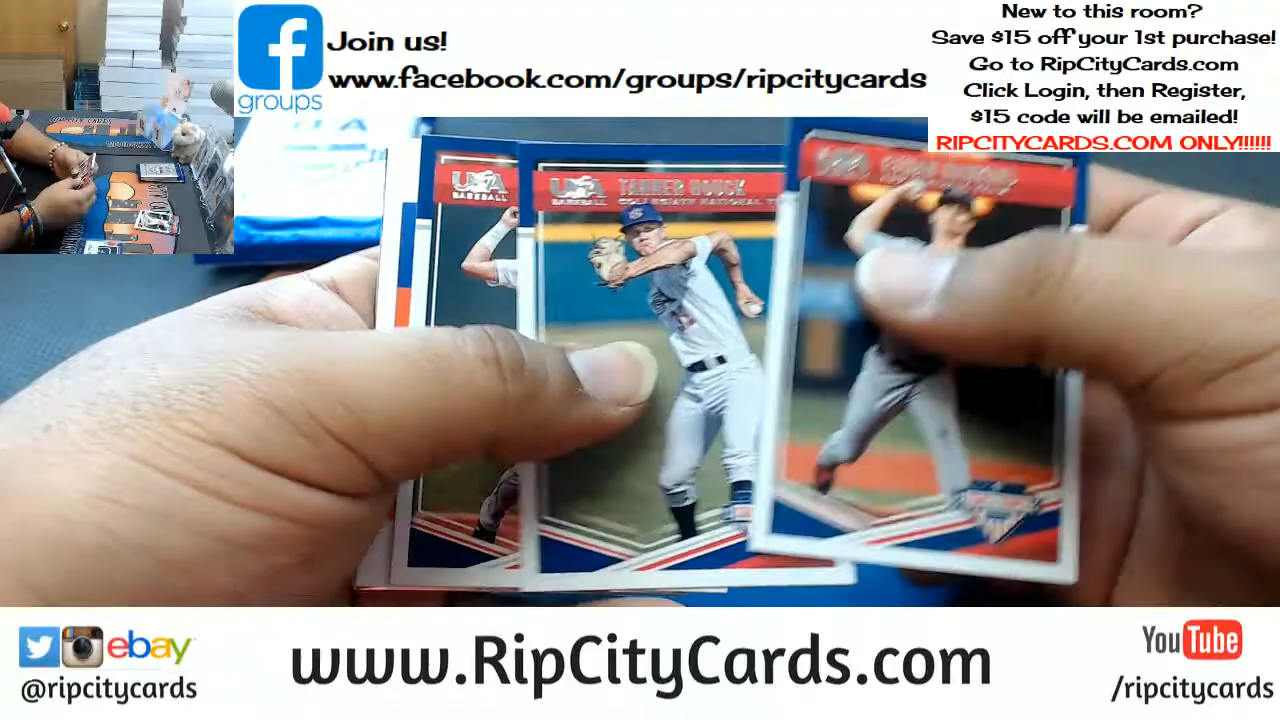 Join us!
www.facebook.com/groups/ripcitycards
groups
New to this room?
Save $15 off your 1st purchase!
Go to RipCityCards.com
Click Login, then Register,
$15 code will be emailed!
RIPCITYCARDS.COM ONLY!!!!!!
USA
BASEBALL
USA
BASEBALL
TANNER HOUCK
COLLEGIATE NATIONAL
ebay
@ripcitycards
www.RipCityCards.com
YouTube
/ripcitycards